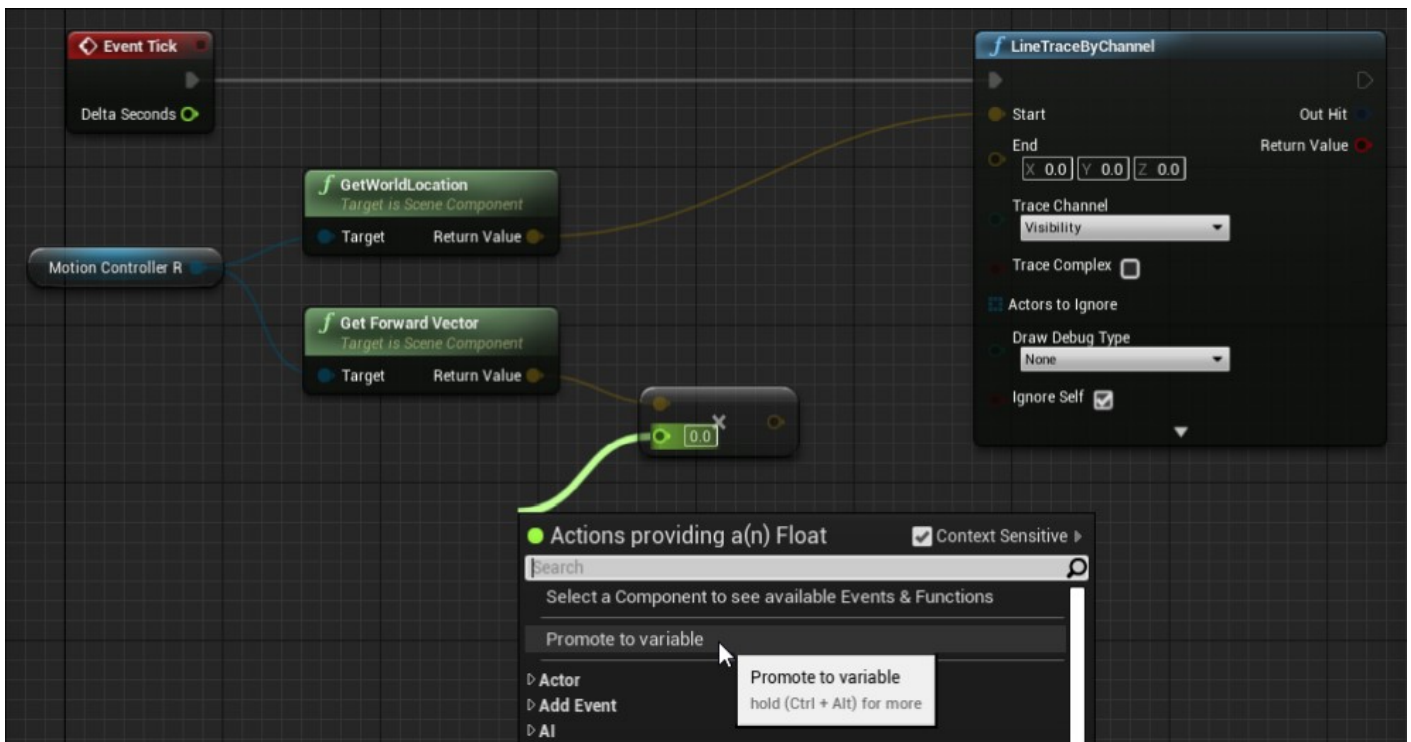 Event Tick
Delta Seconds
f LineTraceByChannel
Start
Out Hit
End
Return Value
X 0.0 Y 0.0 Z 0.0
Trace Channel
Visibility
Trace Complex
Actors to Ignore
Draw Debug Type
None
Ignore Self
f GetWorldLocation
Target is Scene Component
Target Return Value
Motion Controller R
f Get Forward Vector
Target is Scene Component
Target Return Value
× 
0.0
Actions providing a(n) Float
Context Sensitive
Search
Select a Component to see available Events & Functions
Promote to variable
Actor
Add Event
AI
Promote to variable
hold (Ctrl + Alt) for more